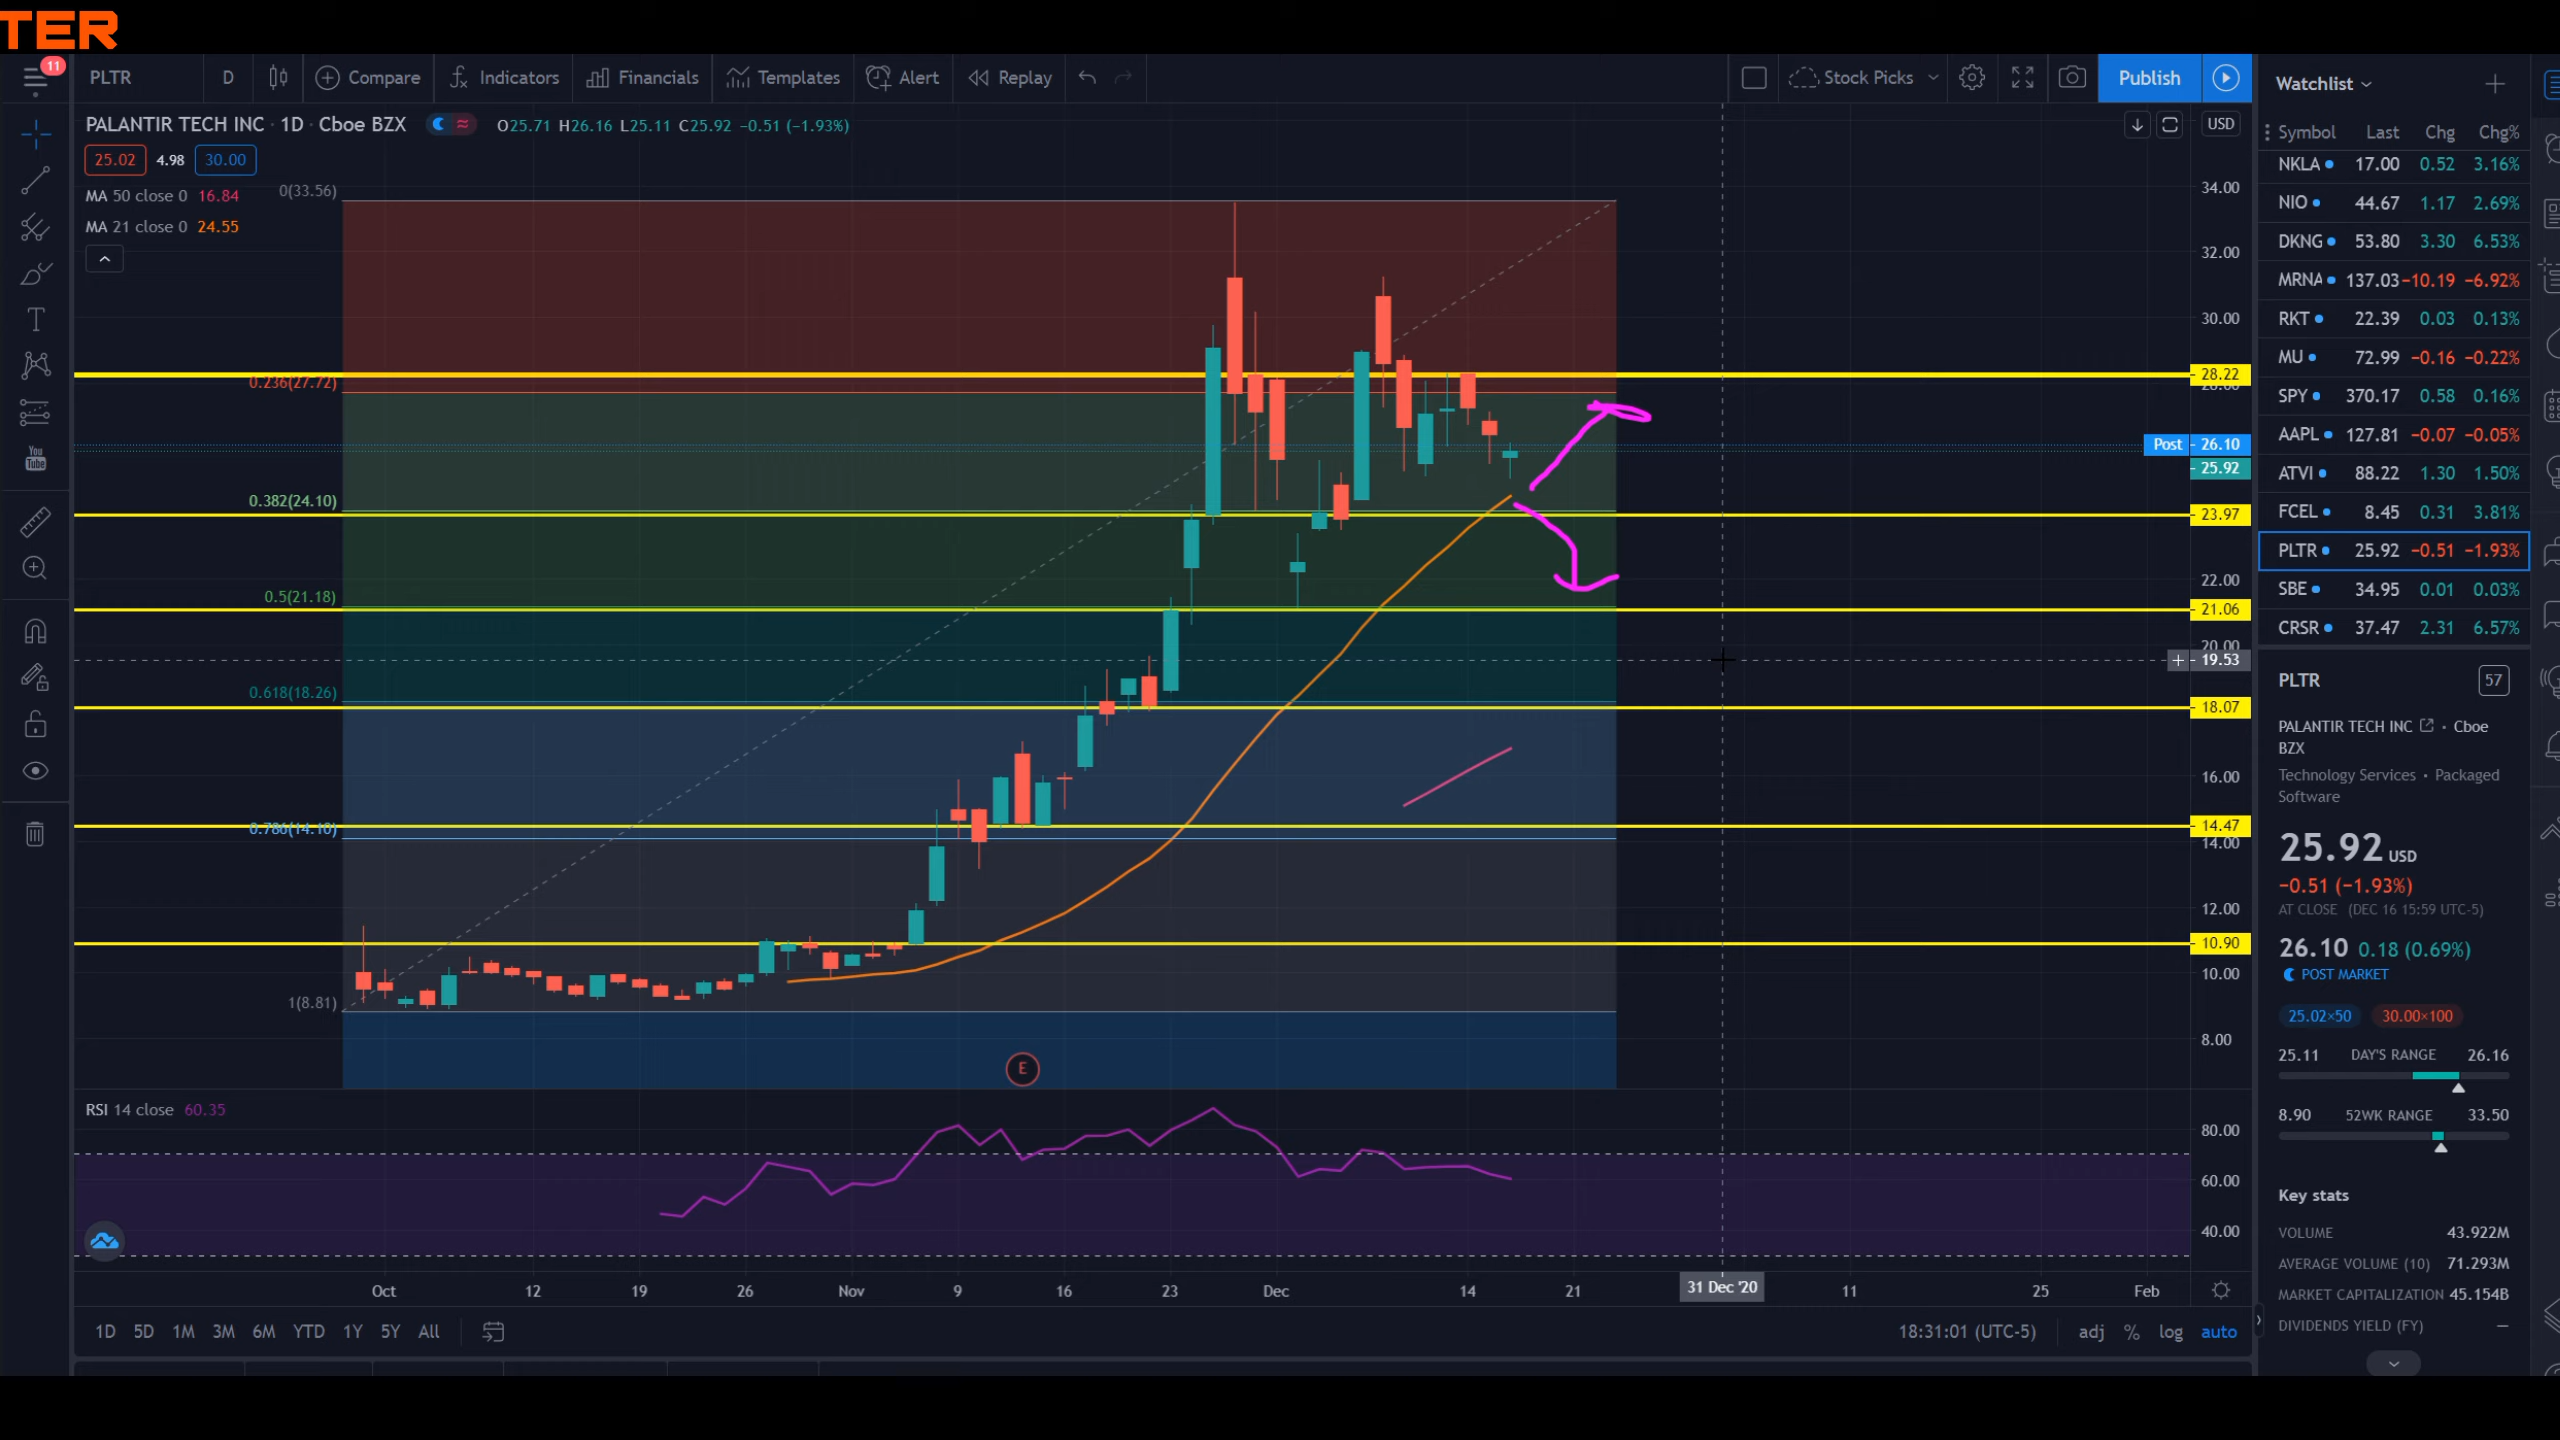 TER
11
PLTR D Compare Indicators Financials Templates Alert Replay Stock Picks Publish
PALANTIR TECH INC · 1D · Cboe BZX O25.71 H26.16 L25.11 C25.92 −0.51 (−1.93%) USD
25.02 4.98 30.00
MA 50 close 0 16.84
MA 21 close 0 24.55
0(33.56)
0.236(27.72)
0.382(24.10)
0.5(21.18)
0.618(18.26)
0.786(14.10)
1(8.81)
E
34.00
32.00
30.00
28.22
28.00
Post 26.10
25.92
23.97
22.00
21.06
20.00
19.53
18.07
16.00
14.47
14.00
12.00
10.90
10.00
8.00
RSI 14 close 60.35
80.00
60.00
40.00
Oct 12 19 26 Nov 9 16 23 Dec 14 21 31 Dec '20 11 25 Feb
1D 5D 1M 3M 6M YTD 1Y 5Y All 18:31:01 (UTC-5) adj % log auto
You
Tube
Watchlist
Symbol Last Chg Chg%
NKLA 17.00 0.52 3.16%
NIO 44.67 1.17 2.69%
DKNG 53.80 3.30 6.53%
MRNA 137.03 −10.19 −6.92%
RKT 22.39 0.03 0.13%
MU 72.99 −0.16 −0.22%
SPY 370.17 0.58 0.16%
AAPL 127.81 −0.07 −0.05%
ATVI 88.22 1.30 1.50%
FCEL 8.45 0.31 3.81%
PLTR 25.92 −0.51 −1.93%
SBE 34.95 0.01 0.03%
CRSR 37.47 2.31 6.57%
PLTR 57
PALANTIR TECH INC · Cboe
BZX
Technology Services • Packaged
Software
25.92 USD
−0.51 (−1.93%)
AT CLOSE (DEC 16 15:59 UTC-5)
26.10 0.18 (0.69%)
POST MARKET
25.02×50 30.00×100
25.11 DAY'S RANGE 26.16
8.90 52WK RANGE 33.50
Key stats
VOLUME 43.922M
AVERAGE VOLUME (10) 71.293M
MARKET CAPITALIZATION 45.154B
DIVIDENDS YIELD (FY) —